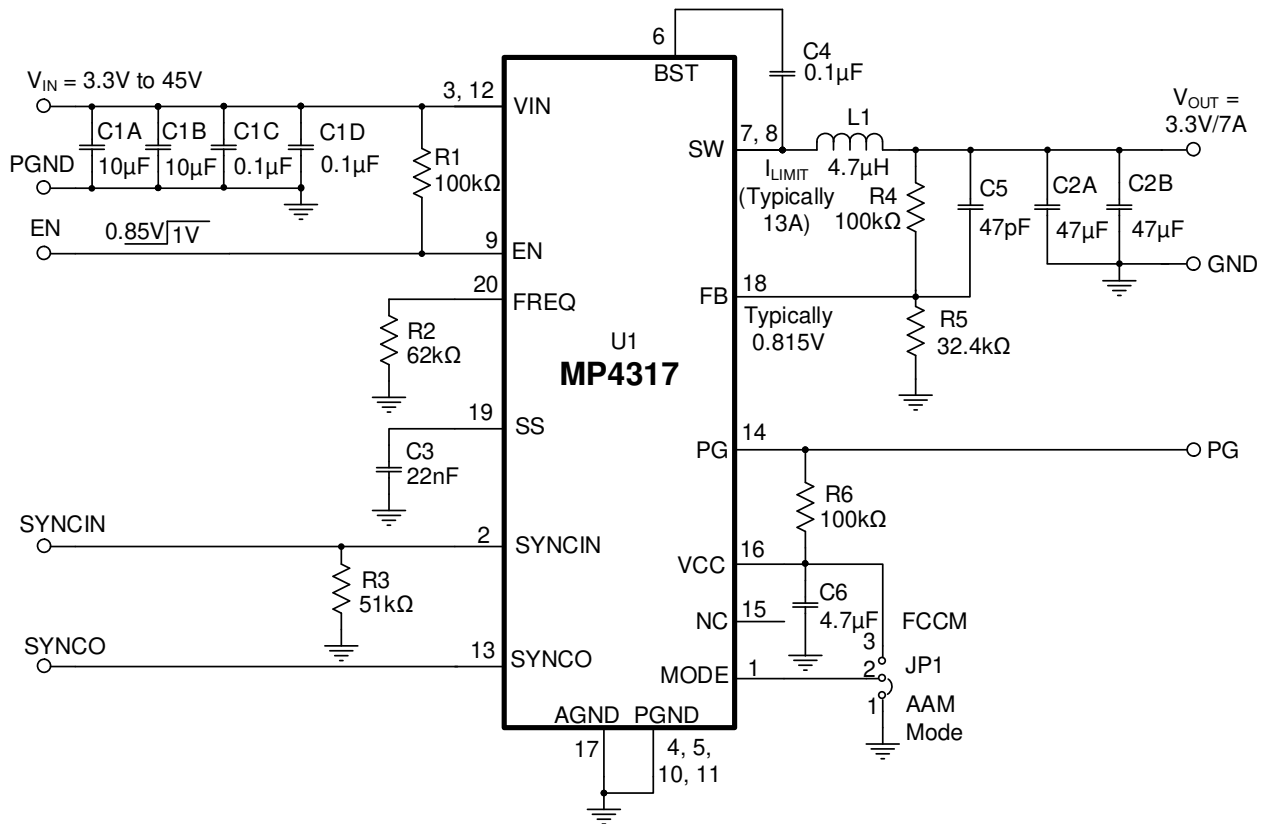 V_IN = 3.3V to 45V
PGND
EN
0.85V 1V
C1A
10µF
C1B
10µF
C1C
0.1µF
C1D
0.1µF
R1
100kΩ
3, 12
VIN
9
EN
20
FREQ
R2
62kΩ
19
SS
C3
22nF
SYNCIN
2
SYNCIN
R3
51kΩ
SYNCO
13
SYNCO
U1
MP4317
6
BST
C4
0.1µF
7, 8
SW
L1
4.7µH
I_LIMIT
(Typically
13A)
V_OUT =
3.3V/7A
R4
100kΩ
C5
47pF
C2A
47µF
C2B
47µF
GND
18
FB
Typically
0.815V
R5
32.4kΩ
14
PG
PG
R6
100kΩ
16
VCC
C6
4.7µF
15
NC
FCCM
3
JP1
2
1
MODE
1
AAM
Mode
AGND
PGND
17
4, 5,
10, 11